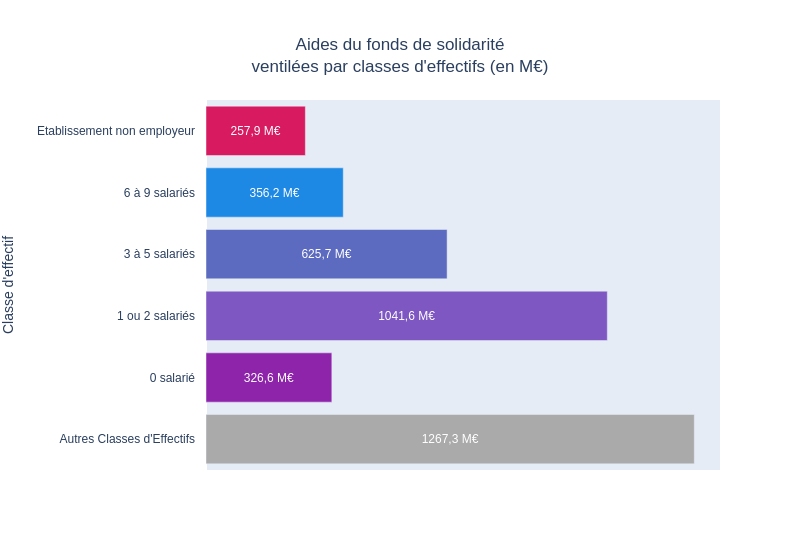 Aides du fonds de solidarité
ventilées par classes d'effectifs (en M€)
Classe d'effectif
Etablissement non employeur
257,9 M€
6 à 9 salariés
356,2 M€
3 à 5 salariés
625,7 M€
1 ou 2 salariés
1041,6 M€
0 salarié
326,6 M€
Autres Classes d'Effectifs
1267,3 M€